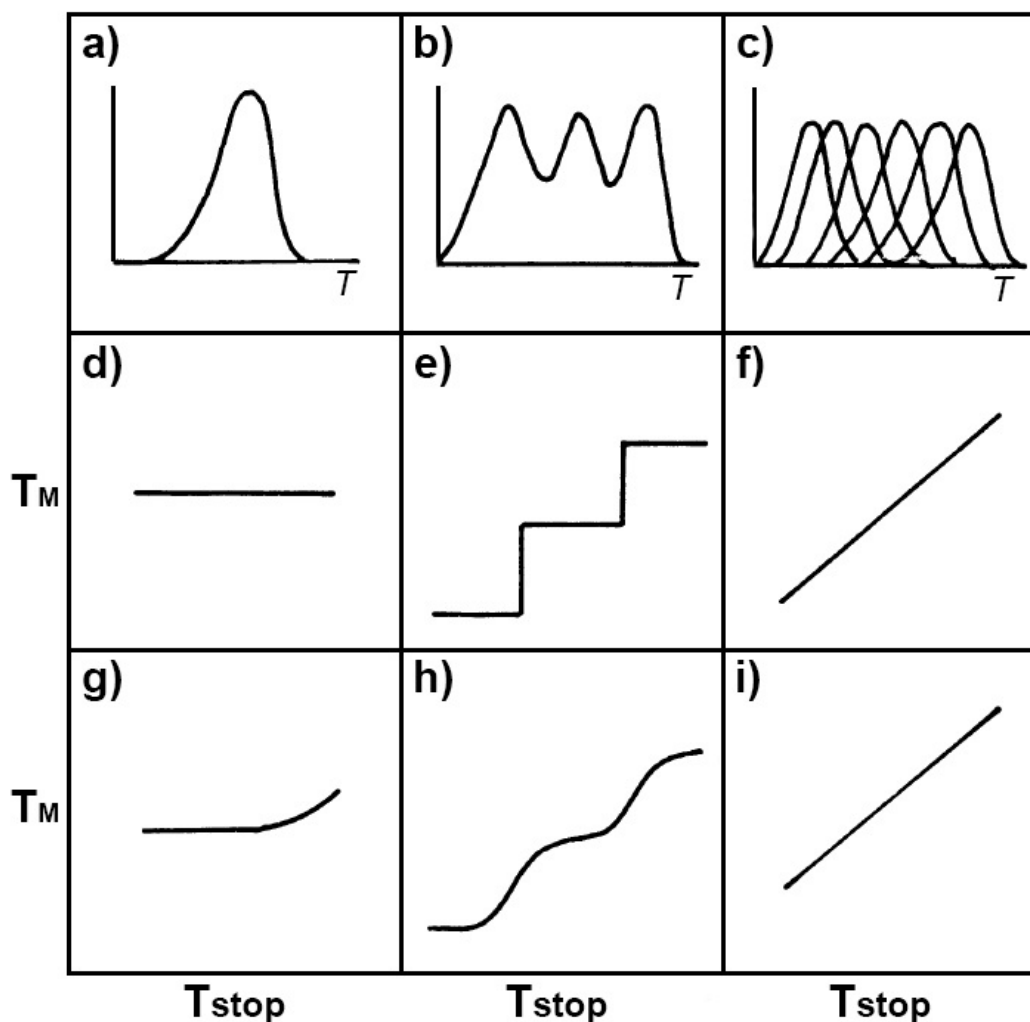 a) b) c)
T T T
d) e) f)
TM
g) h) i)
TM
Tstop Tstop Tstop